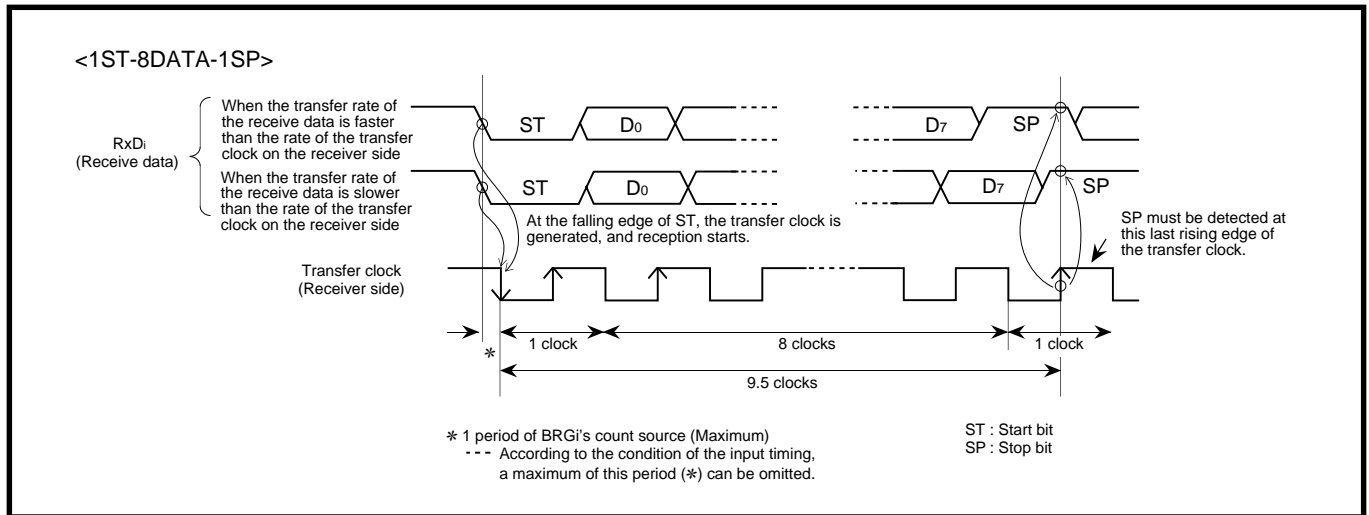 <1ST-8DATA-1SP>
RxDi
(Receive data)
When the transfer rate of
the receive data is faster
than the rate of the transfer
clock on the receiver side
ST
D0
D7
SP
When the transfer rate of
the receive data is slower
than the rate of the transfer
clock on the receiver side
ST
D0
D7
SP
At the falling edge of ST, the transfer clock is
generated, and reception starts.
SP must be detected at
this last rising edge of
the transfer clock.
Transfer clock
(Receiver side)
*
1 clock
8 clocks
1 clock
9.5 clocks
* 1 period of BRGi's count source (Maximum)
---- According to the condition of the input timing,
a maximum of this period (*) can be omitted.
ST : Start bit
SP : Stop bit